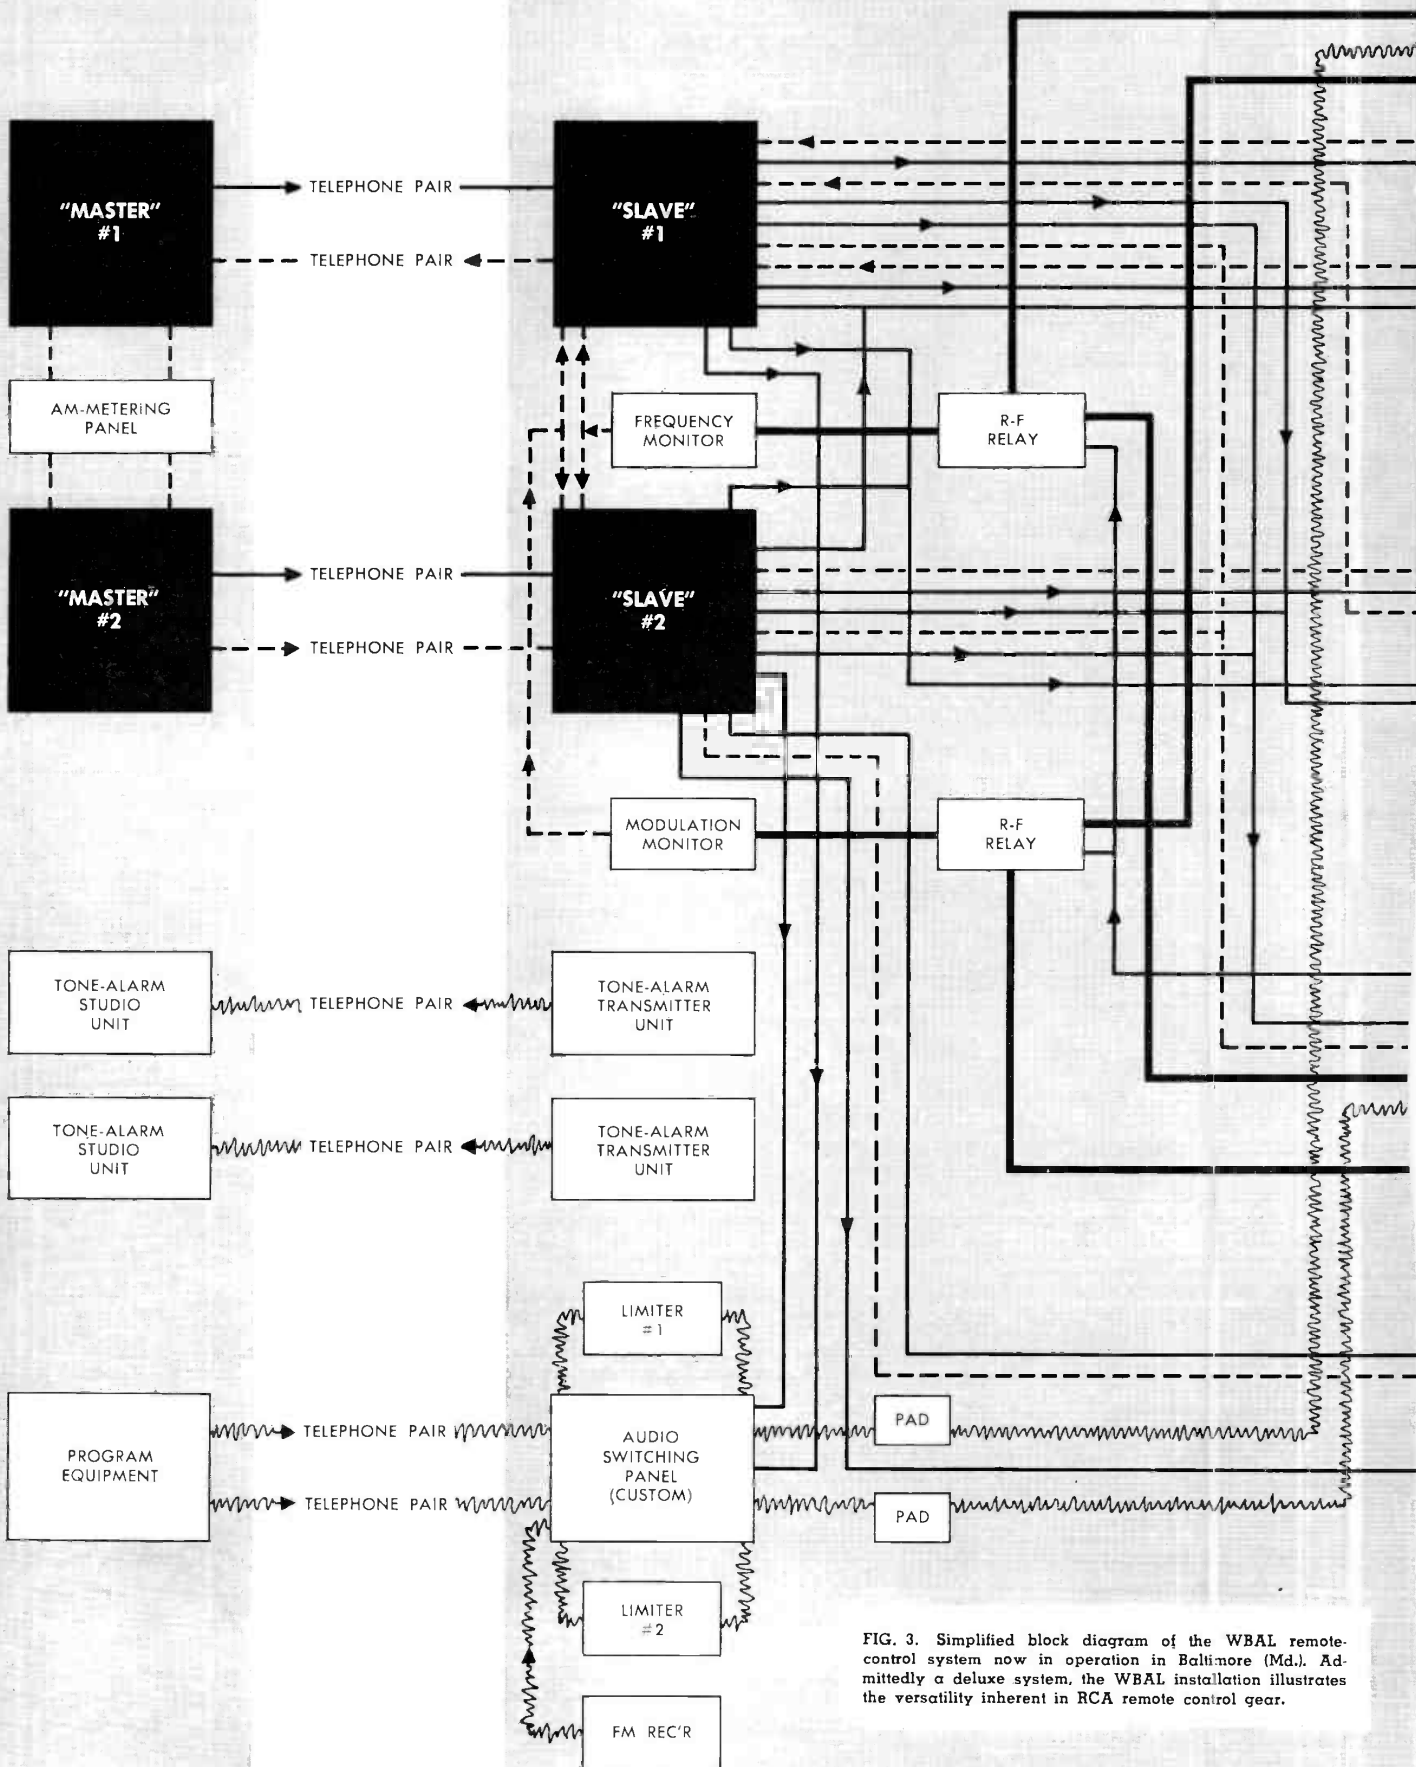 "MASTER"
#1
TELEPHONE PAIR
TELEPHONE PAIR
"SLAVE"
#1
AM-METERING
PANEL
FREQUENCY
MONITOR
R-F
RELAY
"MASTER"
#2
TELEPHONE PAIR
TELEPHONE PAIR
"SLAVE"
#2
MODULATION
MONITOR
R-F
RELAY
TONE-ALARM
STUDIO
UNIT
TELEPHONE PAIR
TONE-ALARM
TRANSMITTER
UNIT
TONE-ALARM
STUDIO
UNIT
TELEPHONE PAIR
TONE-ALARM
TRANSMITTER
UNIT
LIMITER
#1
PROGRAM
EQUIPMENT
TELEPHONE PAIR
TELEPHONE PAIR
AUDIO
SWITCHING
PANEL
(CUSTOM)
PAD
PAD
LIMITER
#2
FM REC'R
FIG. 3. Simplified block diagram of the WBAL remote-
control system now in operation in Baltimore (Md.). Ad-
mittedly a deluxe system, the WBAL installation illustrates
the versatility inherent in RCA remote control gear.